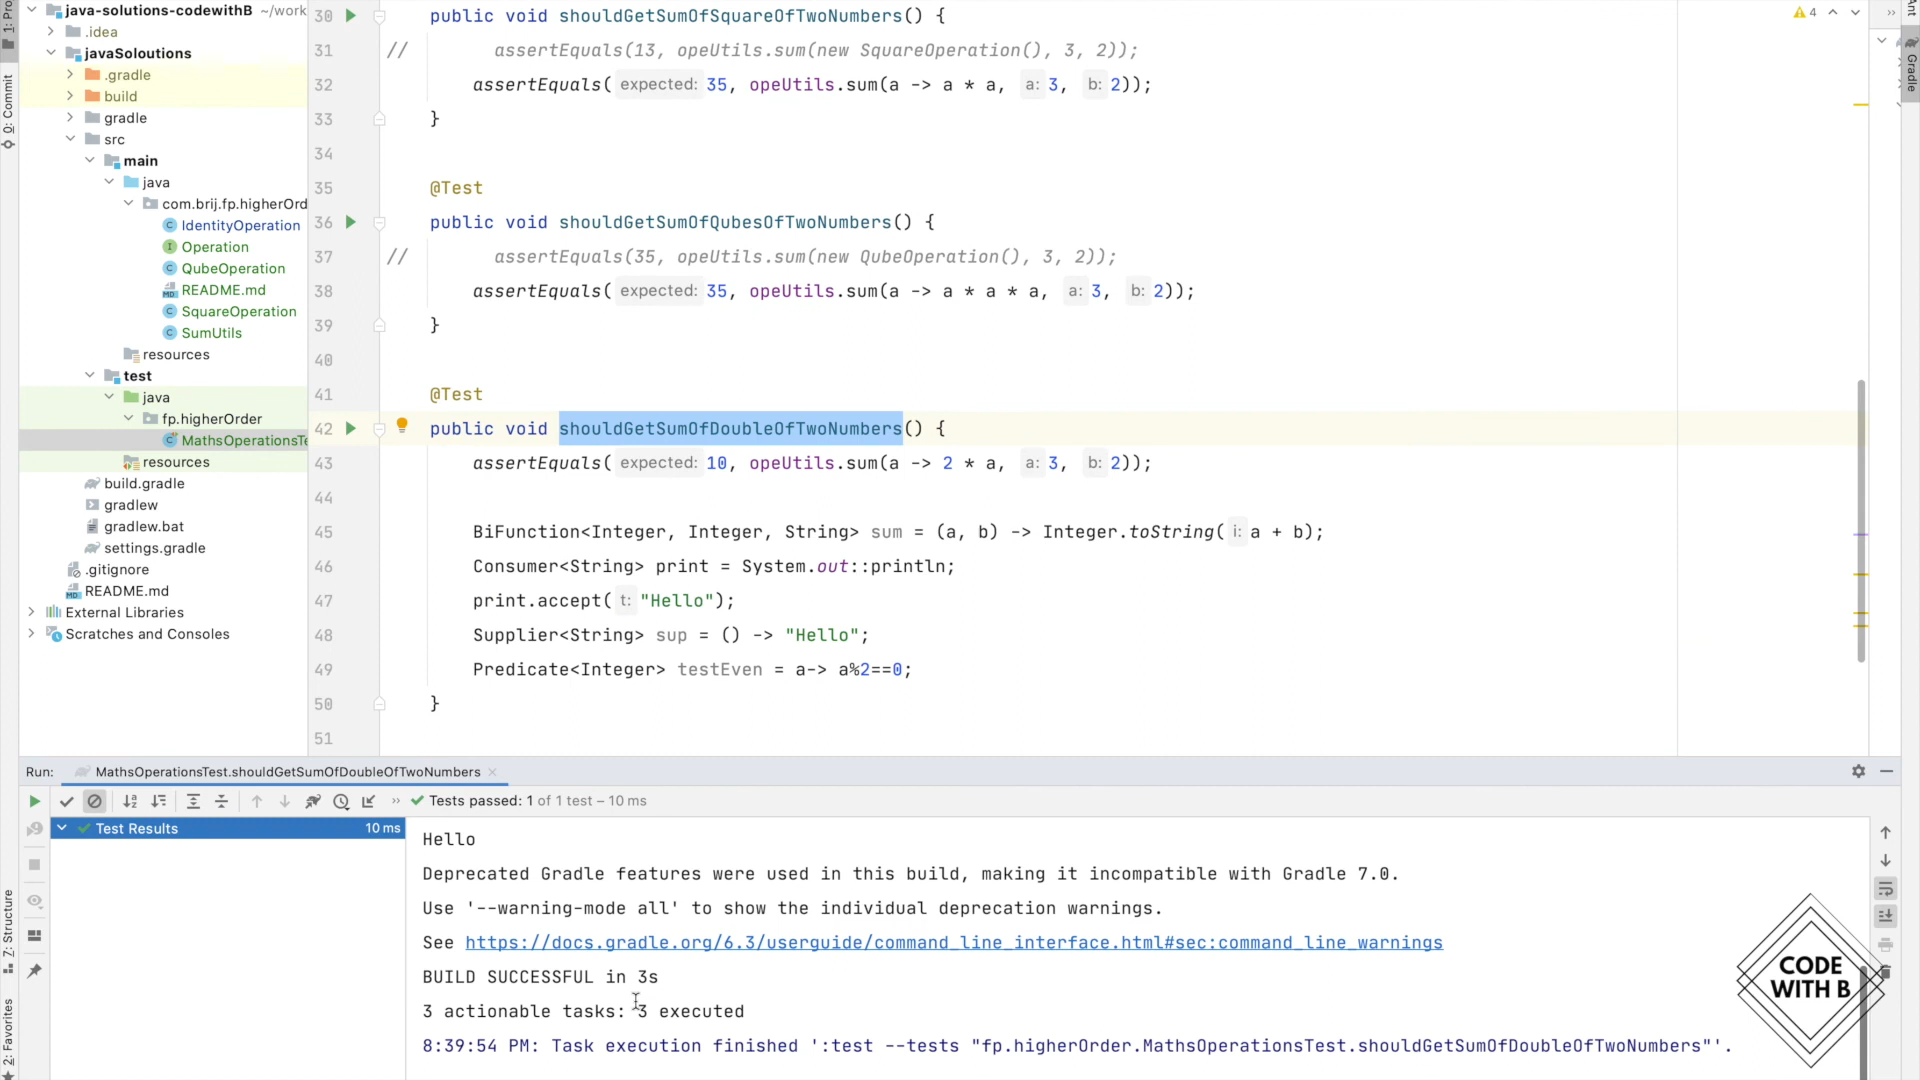 java-solutions-codewithB ~/work
.idea
javaSoloutions
.gradle
build
gradle
src
main
java
com.brij.fp.higherOrd
IdentityOperation
Operation
QubeOperation
README.md
SquareOperation
SumUtils
resources
test
java
fp.higherOrder
MathsOperationsTe
resources
build.gradle
gradlew
gradlew.bat
settings.gradle
.gitignore
README.md
External Libraries
Scratches and Consoles
1: Pro
0: Commit
Z: Structure
2: Favorites
Ant
Gradle
4
30 public void shouldGetSumOfSquareOfTwoNumbers() {
31 // assertEquals(13, opeUtils.sum(new SquareOperation(), 3, 2));
32 assertEquals( expected: 35, opeUtils.sum(a -> a * a, a: 3, b: 2));
33 }
34
35 @Test
36 public void shouldGetSumOfQubesOfTwoNumbers() {
37 // assertEquals(35, opeUtils.sum(new QubeOperation(), 3, 2));
38 assertEquals( expected: 35, opeUtils.sum(a -> a * a * a, a: 3, b: 2));
39 }
40
41 @Test
42 public void shouldGetSumOfDoubleOfTwoNumbers() {
43 assertEquals( expected: 10, opeUtils.sum(a -> 2 * a, a: 3, b: 2));
44
45 BiFunction<Integer, Integer, String> sum = (a, b) -> Integer.toString( i: a + b);
46 Consumer<String> print = System.out::println;
47 print.accept( t: "Hello");
48 Supplier<String> sup = () -> "Hello";
49 Predicate<Integer> testEven = a-> a%2==0;
50 }
51
Run: MathsOperationsTest.shouldGetSumOfDoubleOfTwoNumbers
Tests passed: 1 of 1 test – 10 ms
Test Results 10 ms
Hello
Deprecated Gradle features were used in this build, making it incompatible with Gradle 7.0.
Use '--warning-mode all' to show the individual deprecation warnings.
See https://docs.gradle.org/6.3/userguide/command_line_interface.html#sec:command_line_warnings
BUILD SUCCESSFUL in 3s
3 actionable tasks: 3 executed
8:39:54 PM: Task execution finished ':test --tests "fp.higherOrder.MathsOperationsTest.shouldGetSumOfDoubleOfTwoNumbers"'.
CODE
WITH B